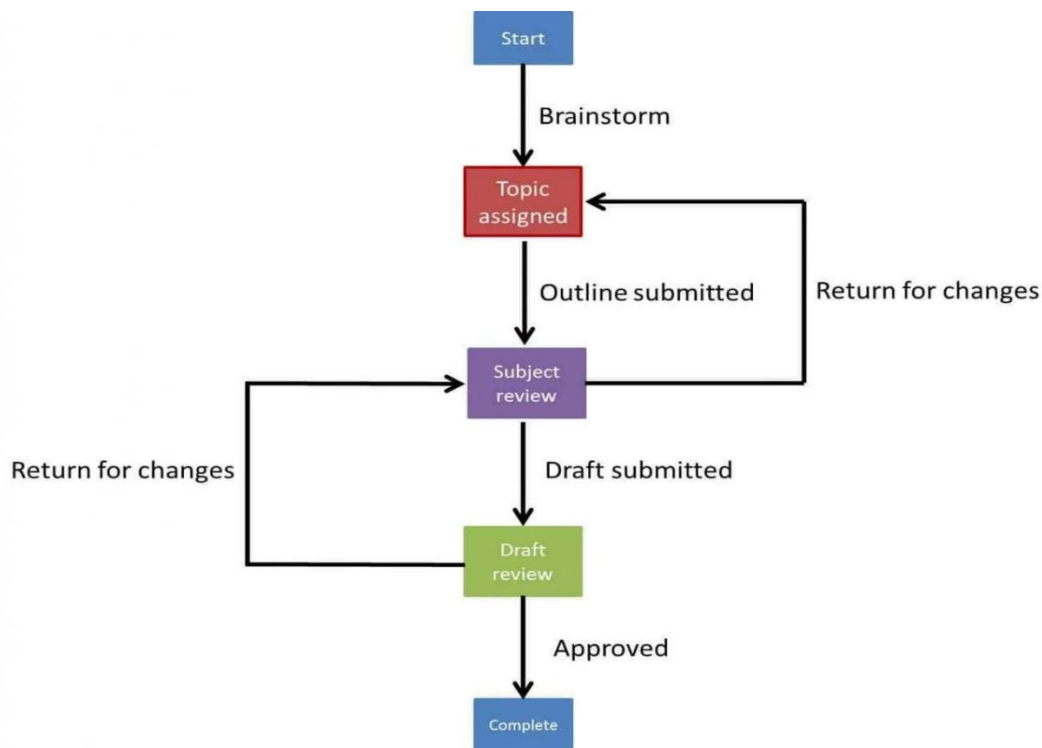 Start
Brainstorm
Topic
assigned
Outline submitted
Return for changes
Subject
review
Return for changes
Draft submitted
Draft
review
Approved
Complete